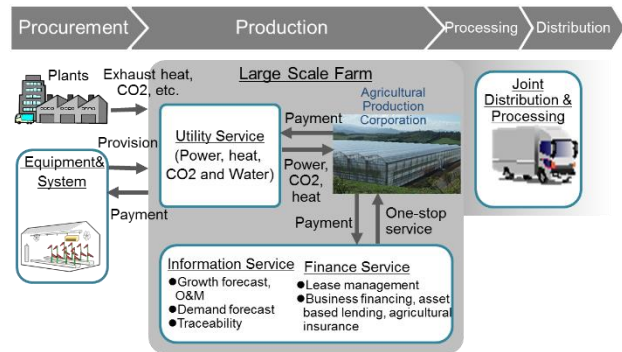 Procurement
Production
Processing
Distribution
Plants
Exhaust heat,
CO2, etc.
Large Scale Farm
Agricultural
Production
Corporation
Joint
Distribution &
Processing
Payment
Utility Service
(Power, heat,
CO2 and Water)
Provision
Equipment&
System
Power,
CO2,
heat
Payment
Payment
One-stop
service
Information Service
●Growth forecast,
O&M
●Demand forecast
●Traceability
Finance Service
●Lease management
●Business financing, asset
based lending, agricultural
insurance